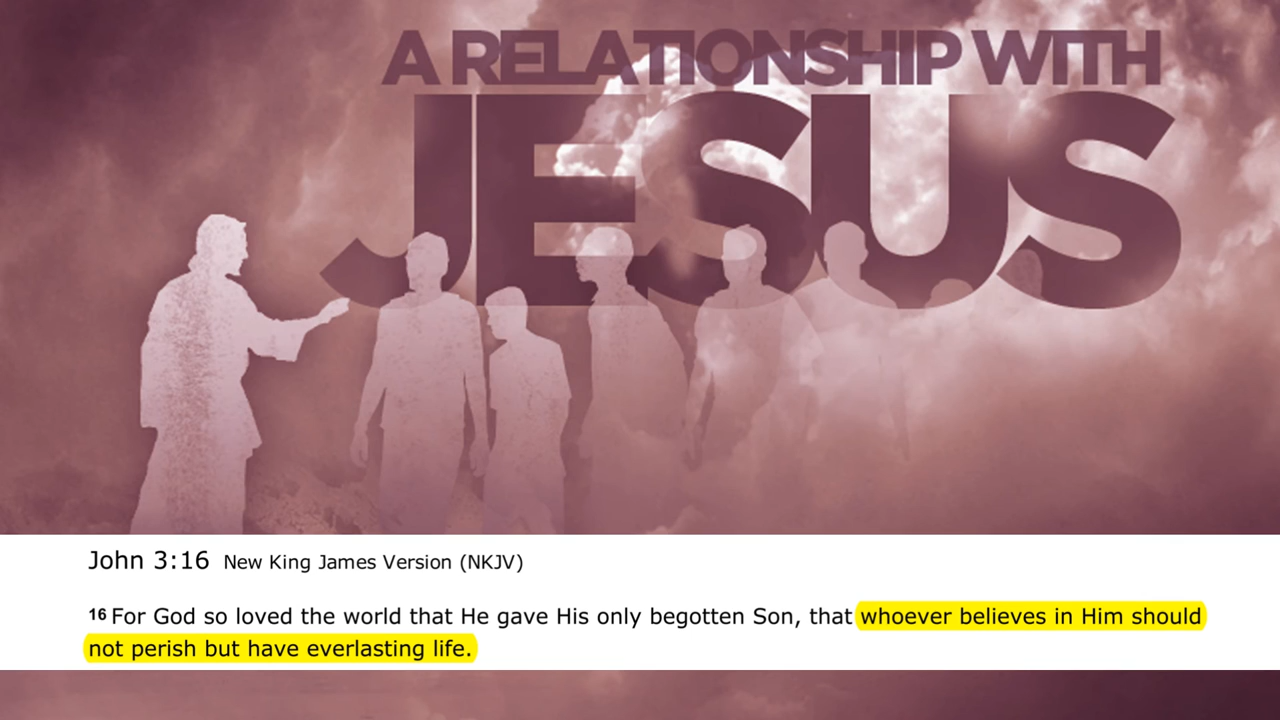 A RELATIONSHIP WITH
JESUS
John 3:16 New King James Version (NKJV)
16 For God so loved the world that He gave His only begotten Son, that whoever believes in Him should
not perish but have everlasting life.